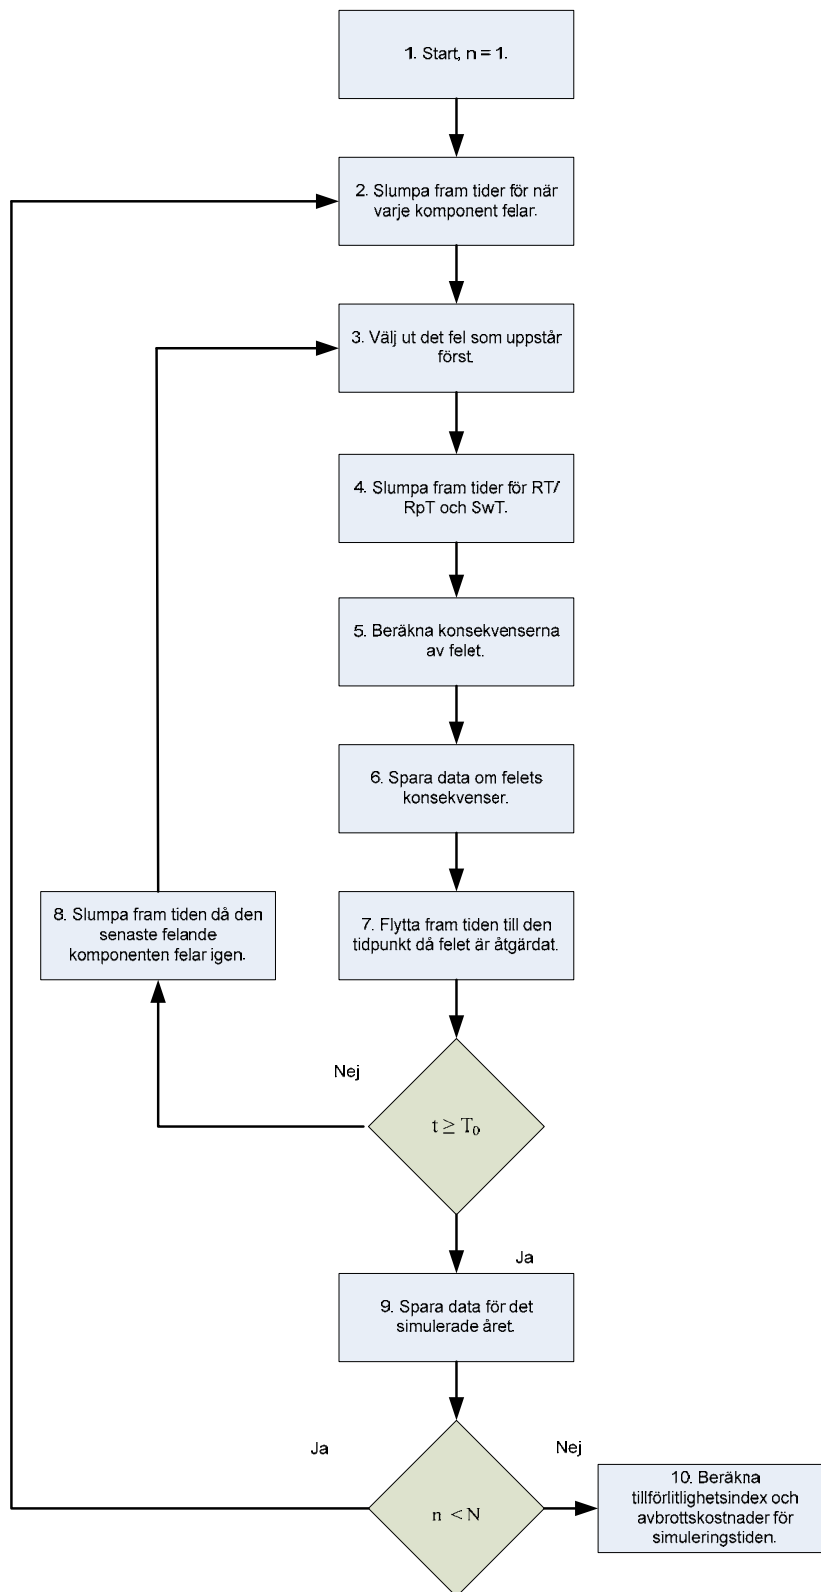 1. Start, n = 1.
2. Slumpa fram tider för när
varje komponent felar.
3. Välj ut det fel som uppstår
först.
4. Slumpa fram tider för RT/
RpT och SwT.
5. Beräkna konsekvenserna
av felet.
6. Spara data om felets
konsekvenser.
8. Slumpa fram tiden då den
senaste felande
komponenten felar igen.
7. Flytta fram tiden till den
tidpunkt då felet är åtgärdat.
Nej
t ≥ T₀
Ja
9. Spara data för det
simulerade året.
Ja
Nej
n < N
10. Beräkna
tillförlitlighetsindex och
avbrottskostnader för
simuleringstiden.